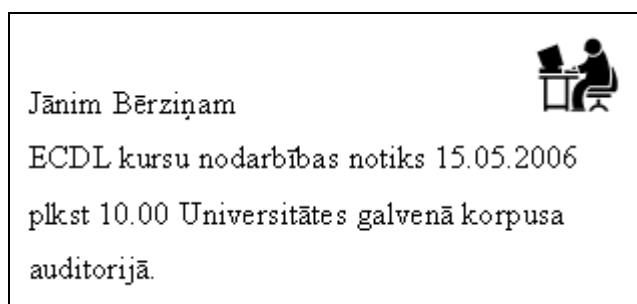 Jānim Bērziņam
ECDL kursu nodarbības notiks 15.05.2006
plkst 10.00 Universitātes galvenā korpusa
auditorijā.